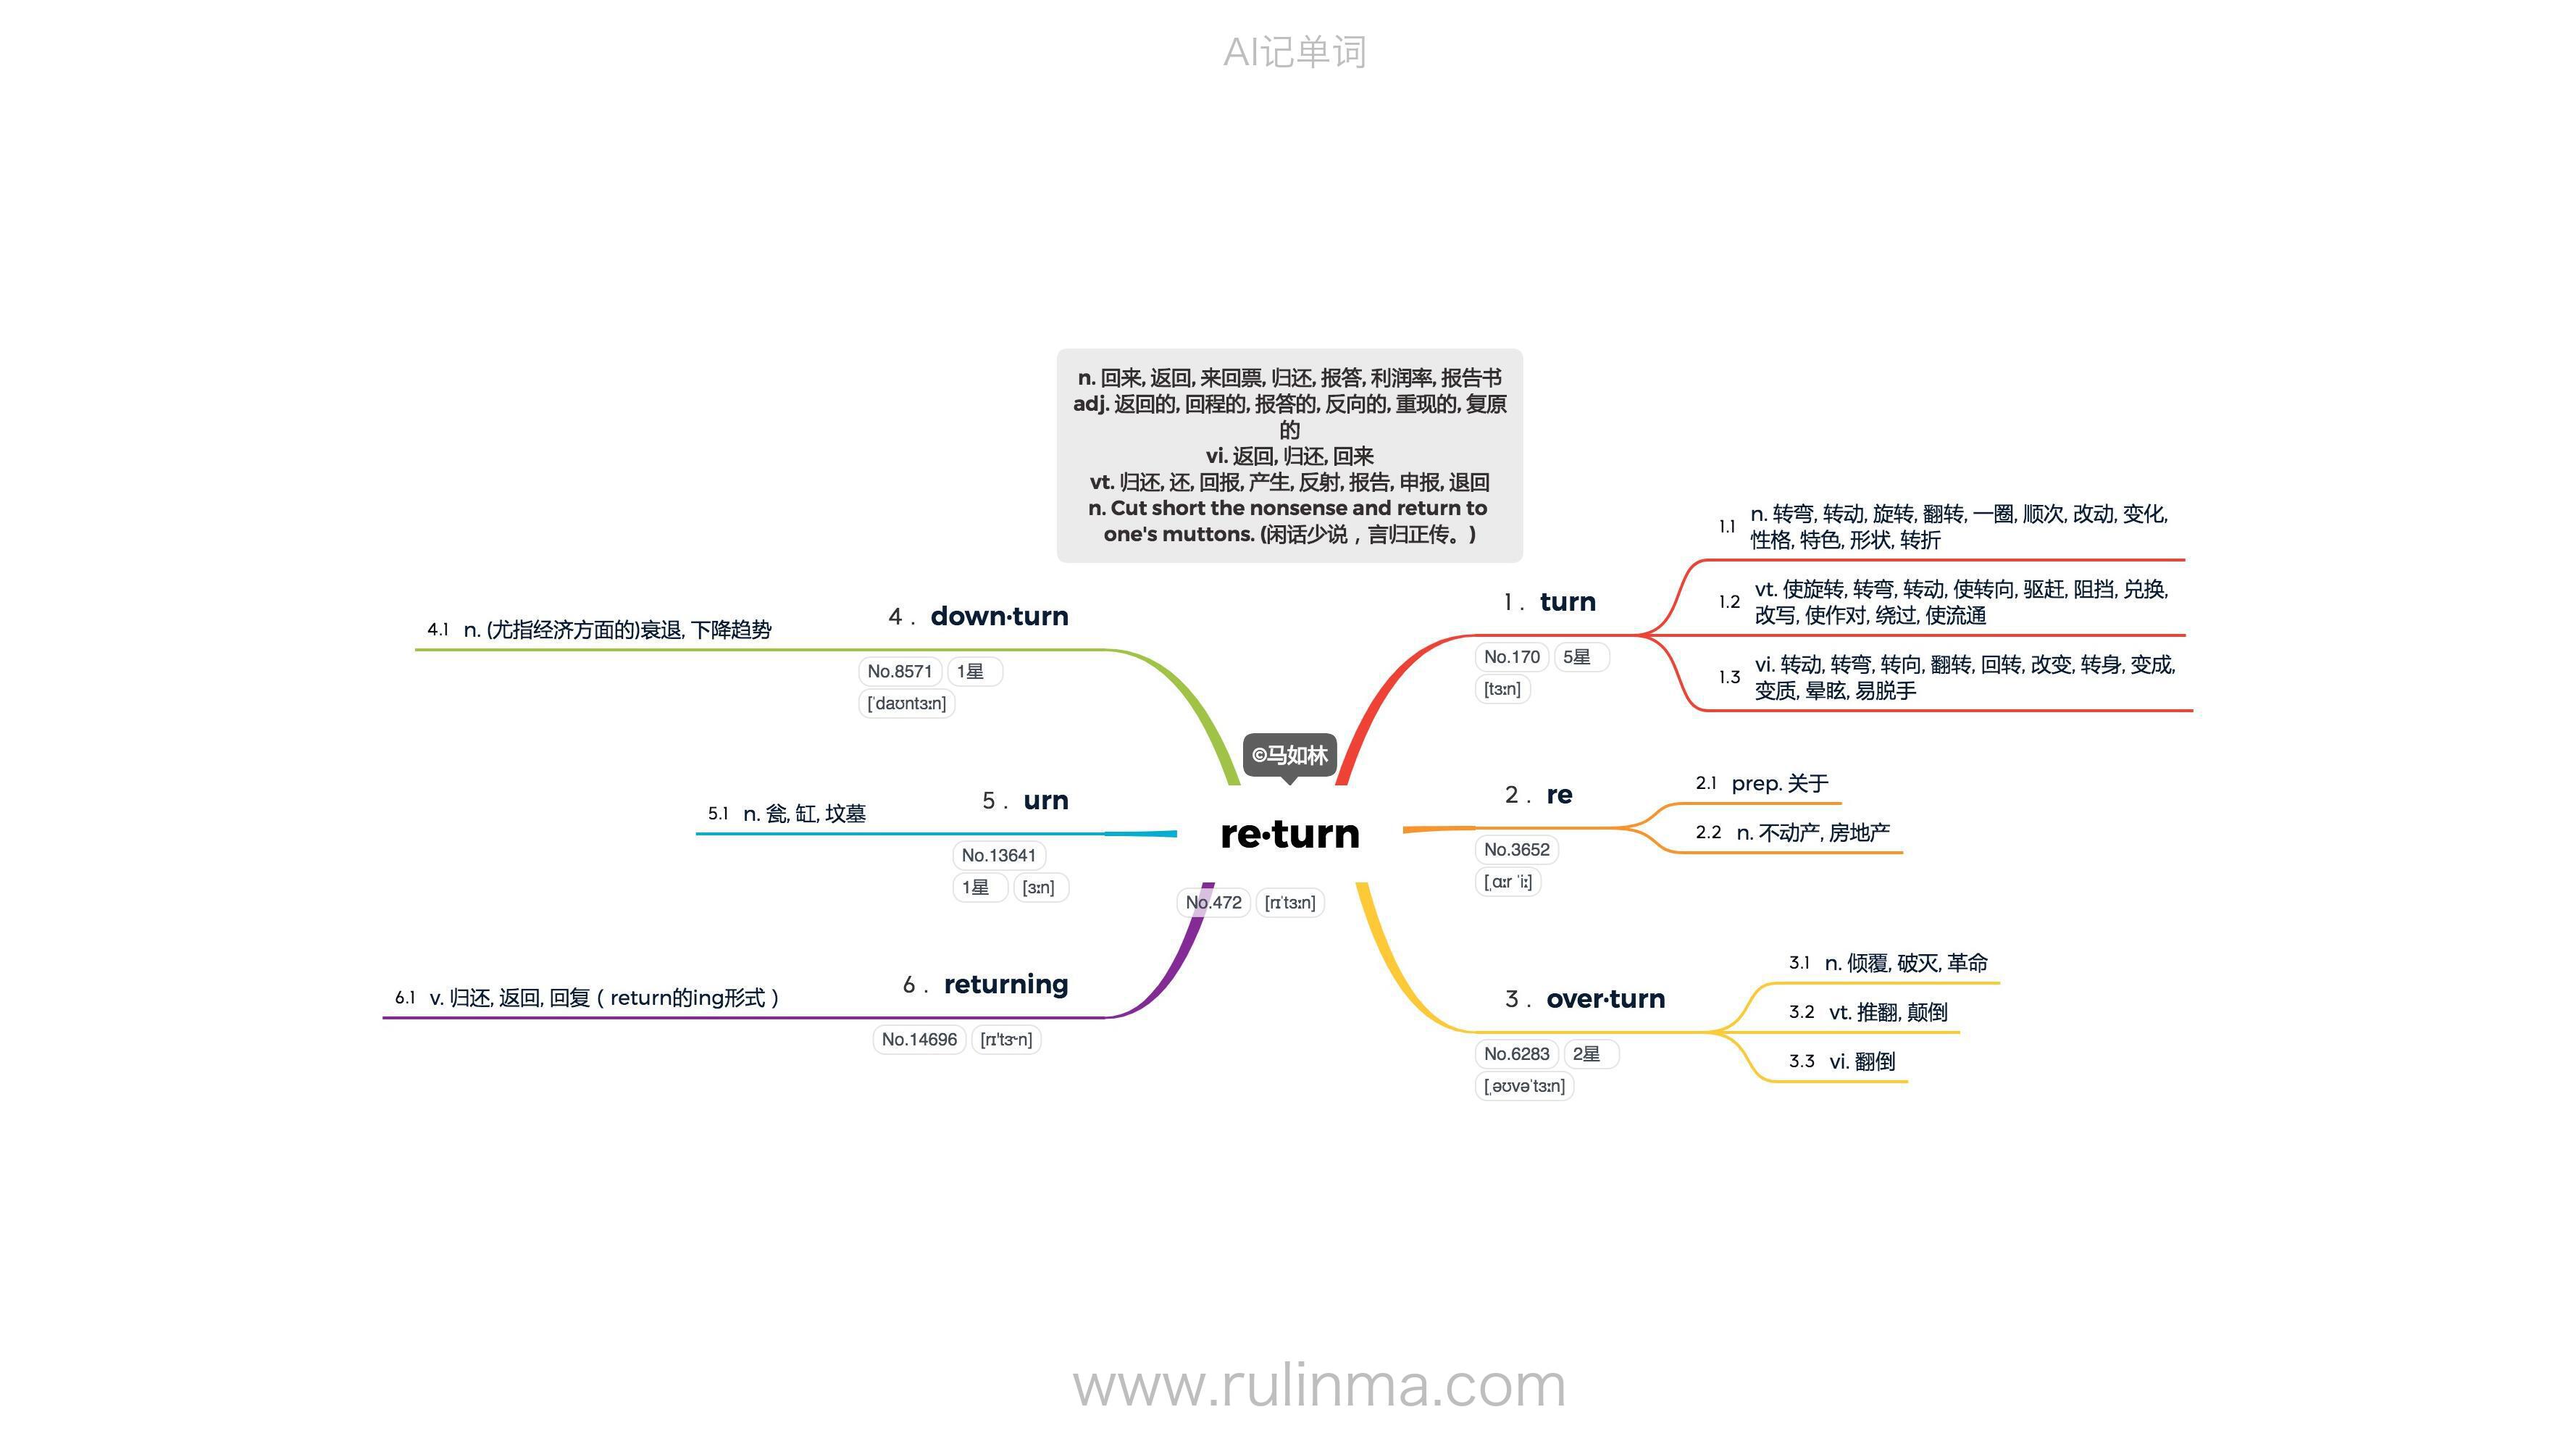 AI记单词
n. 回来, 返回, 来回票, 归还, 报答, 利润率, 报告书
adj. 返回的, 回程的, 报答的, 反向的, 重现的, 复原
的
vi. 返回, 归还, 回来
vt. 归还, 还, 回报, 产生, 反射, 报告, 申报, 退回
n. Cut short the nonsense and return to
one's muttons. (闲话少说，言归正传。)
©马如林
re·turn
No.472 [rɪˈtɜːn]
1. turn
No.170 5星
[tɜːn]
1.1 n. 转弯, 转动, 旋转, 翻转, 一圈, 顺次, 改动, 变化,
性格, 特色, 形状, 转折
1.2 vt. 使旋转, 转弯, 转动, 使转向, 驱赶, 阻挡, 兑换,
改写, 使作对, 绕过, 使流通
1.3 vi. 转动, 转弯, 转向, 翻转, 回转, 改变, 转身, 变成,
变质, 晕眩, 易脱手
2. re
No.3652
[ˌɑːr ˈiː]
2.1 prep. 关于
2.2 n. 不动产, 房地产
3. over·turn
No.6283 2星
[ˌəʊvəˈtɜːn]
3.1 n. 倾覆, 破灭, 革命
3.2 vt. 推翻, 颠倒
3.3 vi. 翻倒
4. down·turn
No.8571 1星
[ˈdaʊntɜːn]
4.1 n. (尤指经济方面的)衰退, 下降趋势
5. urn
No.13641
1星 [ɜːn]
5.1 n. 瓮, 缸, 坟墓
6. returning
No.14696 [rɪ'tɝn]
6.1 v. 归还, 返回, 回复（return的ing形式）
www.rulinma.com